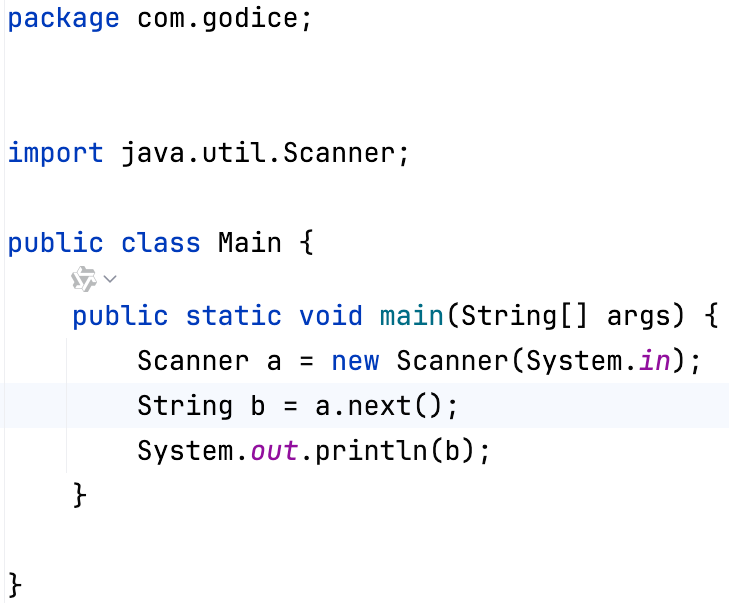 package com.godice;
import java.util.Scanner;
public class Main {
public static void main(String[] args) {
Scanner a = new Scanner(System.in);
String b = a.next();
System.out.println(b);
}
}